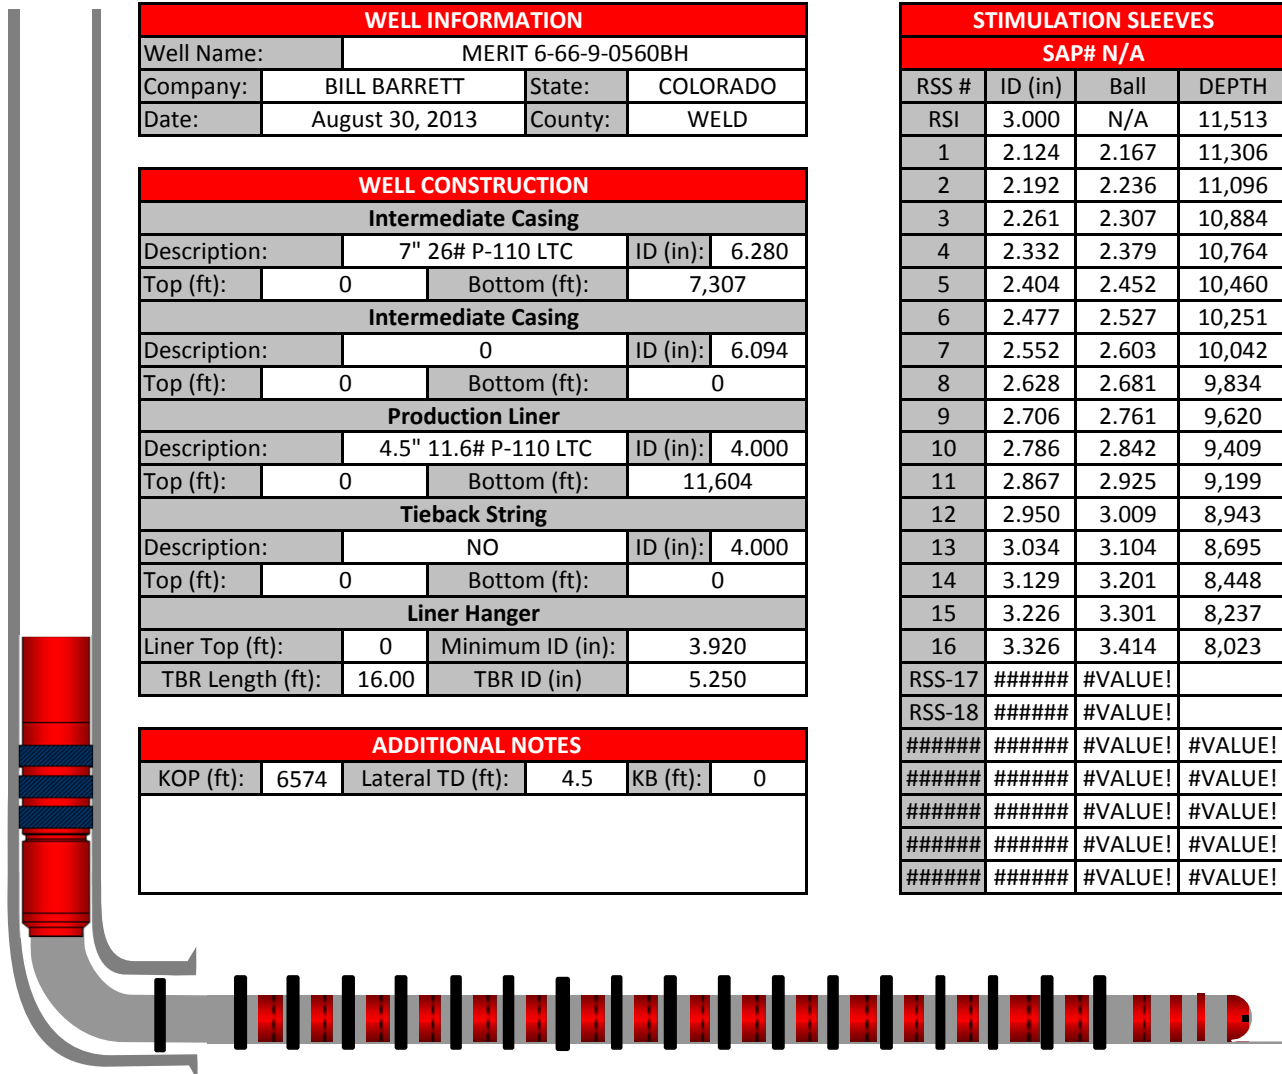 WELL INFORMATION
Well Name: MERIT 6-66-9-0560BH
Company: BILL BARRETT State: COLORADO
Date: August 30, 2013 County: WELD
WELL CONSTRUCTION
Intermediate Casing
Description: 7" 26# P-110 LTC ID (in): 6.280
Top (ft): 0 Bottom (ft): 7,307
Intermediate Casing
Description: 0 ID (in): 6.094
Top (ft): 0 Bottom (ft): 0
Production Liner
Description: 4.5" 11.6# P-110 LTC ID (in): 4.000
Top (ft): 0 Bottom (ft): 11,604
Tieback String
Description: NO ID (in): 4.000
Top (ft): 0 Bottom (ft): 0
Liner Hanger
Liner Top (ft): 0 Minimum ID (in): 3.920
TBR Length (ft): 16.00 TBR ID (in) 5.250
ADDITIONAL NOTES
KOP (ft): 6574 Lateral TD (ft): 4.5 KB (ft): 0
STIMULATION SLEEVES
SAP# N/A
RSS # ID (in) Ball DEPTH
RSI 3.000 N/A 11,513
1 2.124 2.167 11,306
2 2.192 2.236 11,096
3 2.261 2.307 10,884
4 2.332 2.379 10,764
5 2.404 2.452 10,460
6 2.477 2.527 10,251
7 2.552 2.603 10,042
8 2.628 2.681 9,834
9 2.706 2.761 9,620
10 2.786 2.842 9,409
11 2.867 2.925 9,199
12 2.950 3.009 8,943
13 3.034 3.104 8,695
14 3.129 3.201 8,448
15 3.226 3.301 8,237
16 3.326 3.414 8,023
RSS-17 ###### #VALUE!
RSS-18 ###### #VALUE!
###### ###### #VALUE! #VALUE!
###### ###### #VALUE! #VALUE!
###### ###### #VALUE! #VALUE!
###### ###### #VALUE! #VALUE!
###### ###### #VALUE! #VALUE!